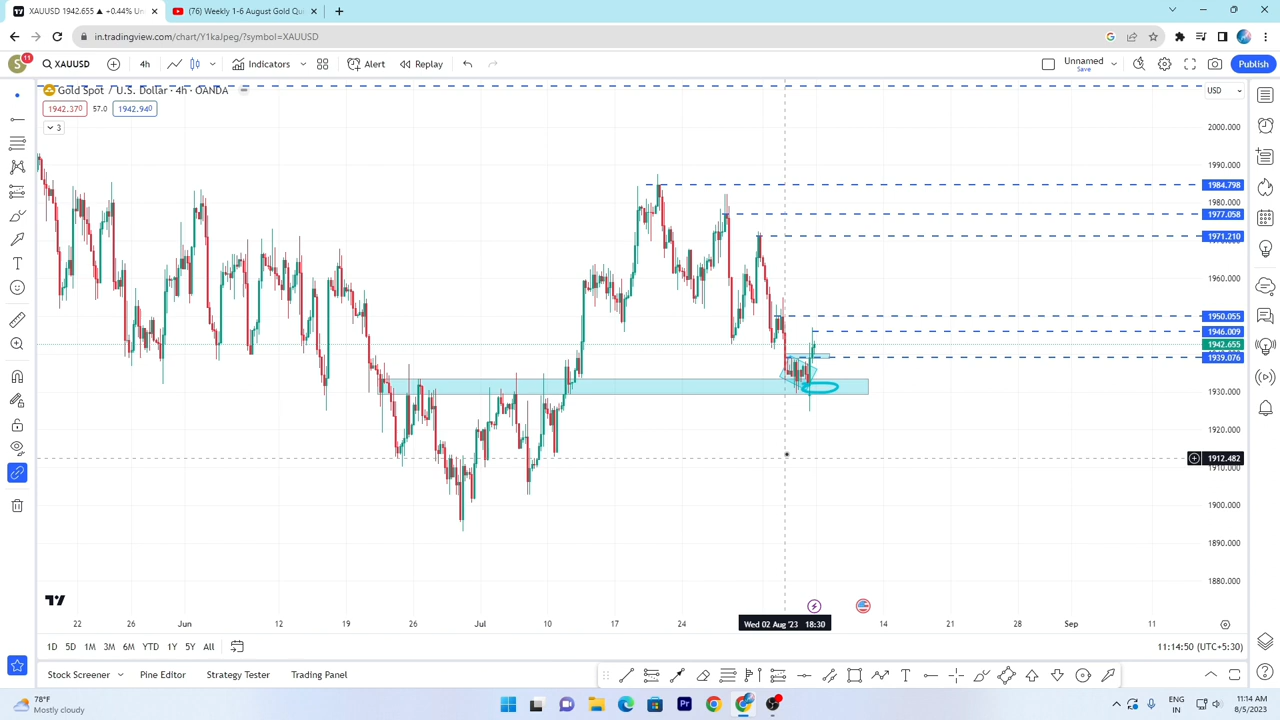 XAUUSD 1942.655 ▲ +0.44% Un
(76) Weekly 1-6 August Gold Qu
in.tradingview.com/chart/Y1kaJpeg/?symbol=XAUUSD
S 11
XAUUSD
4h
Indicators
Alert
Replay
Unnamed
Save
Publish
Gold Spot / U.S. Dollar · 4h · OANDA
USD
1942.370 57.0 1942.940
3
2000.000
1990.000
1984.798
1980.000
1977.058
1971.210
1960.000
1950.055
1946.009
1942.655
1939.076
1930.000
1920.000
1912.482
1910.000
1900.000
1890.000
1880.000
22 Jun 12 19 26 Jul 10 17 24 Wed 02 Aug '23 18:30 14 21 28 Sep 11
1D 5D 1M 3M 6M YTD 1Y 5Y All
11:14:50 (UTC+5:30)
Stock Screener Pine Editor Strategy Tester Trading Panel
78°F
Mostly cloudy
ENG
IN
11:14 AM
8/5/2023